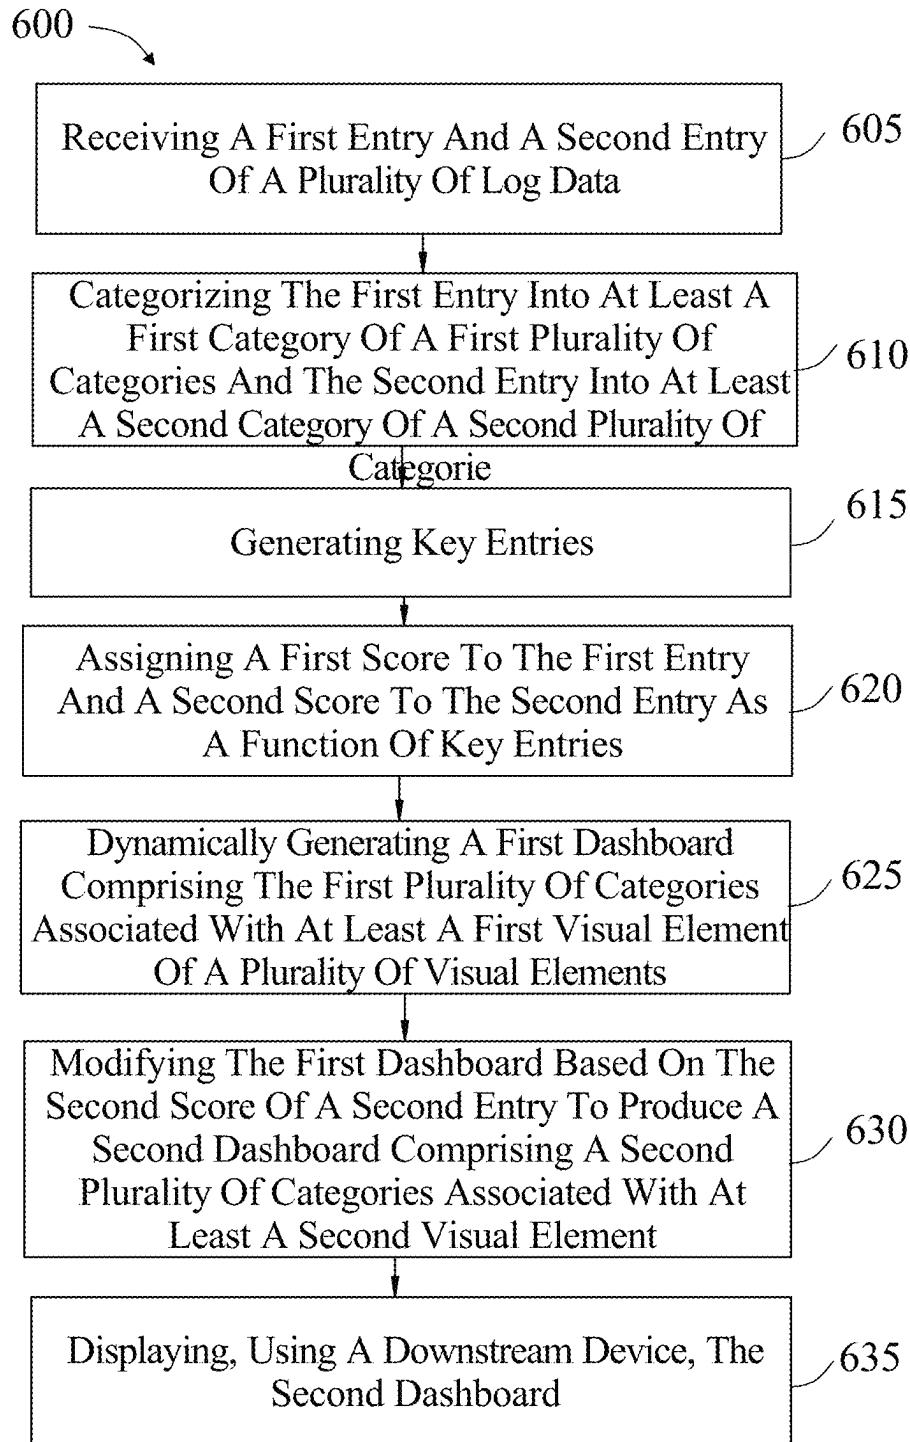 600
Receiving A First Entry And A Second Entry
Of A Plurality Of Log Data
605
Categorizing The First Entry Into At Least A
First Category Of A First Plurality Of
Categories And The Second Entry Into At Least
A Second Category Of A Second Plurality Of
Categorie
610
Generating Key Entries
615
Assigning A First Score To The First Entry
And A Second Score To The Second Entry As
A Function Of Key Entries
620
Dynamically Generating A First Dashboard
Comprising The First Plurality Of Categories
Associated With At Least A First Visual Element
Of A Plurality Of Visual Elements
625
Modifying The First Dashboard Based On The
Second Score Of A Second Entry To Produce A
Second Dashboard Comprising A Second
Plurality Of Categories Associated With At
Least A Second Visual Element
630
Displaying, Using A Downstream Device, The
Second Dashboard
635